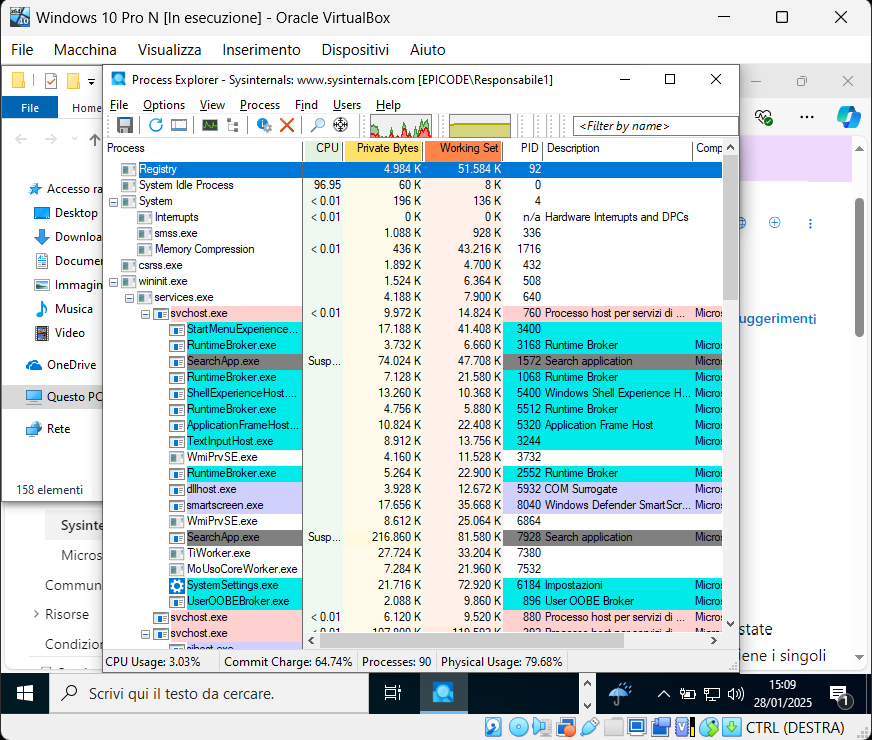 Windows 10 Pro N [In esecuzione] - Oracle VirtualBox
File Macchina Visualizza Inserimento Dispositivi Aiuto
Process Explorer - Sysinternals: www.sysinternals.com [EPICODE\Responsabile1]
File Home
File Options View Process Find Users Help
<Filter by name>
Process CPU Private Bytes Working Set PID Description Comp
Registry 4.984 K 51.584 K 92
System Idle Process 96.95 60 K 8 K 0
System < 0.01 196 K 136 K 4
Interrupts < 0.01 0 K 0 K n/a Hardware Interrupts and DPCs
smss.exe 1.088 K 928 K 336
Memory Compression < 0.01 436 K 43.216 K 1716
csrss.exe 1.892 K 4.700 K 432
wininit.exe 1.524 K 6.364 K 508
services.exe 4.188 K 7.900 K 640
svchost.exe < 0.01 9.972 K 14.824 K 760 Processo host per servizi di ... Micros
StartMenuExperience... 17.188 K 41.408 K 3400
RuntimeBroker.exe 3.732 K 6.660 K 3168 Runtime Broker Micros
SearchApp.exe Susp... 74.024 K 47.708 K 1572 Search application Micros
RuntimeBroker.exe 7.128 K 21.580 K 1068 Runtime Broker Micros
ShellExperienceHost.... 13.260 K 10.368 K 5400 Windows Shell Experience H... Micros
RuntimeBroker.exe 4.756 K 5.880 K 5512 Runtime Broker Micros
ApplicationFrameHost... 10.824 K 22.408 K 5320 Application Frame Host Micros
TextInputHost.exe 8.912 K 13.756 K 3244 Micros
WmiPrvSE.exe 4.160 K 11.528 K 3732
RuntimeBroker.exe 5.264 K 22.900 K 2552 Runtime Broker Micros
dllhost.exe 3.928 K 12.672 K 5932 COM Surrogate Micros
smartscreen.exe 17.656 K 35.668 K 8040 Windows Defender SmartScr... Micros
WmiPrvSE.exe 8.612 K 25.064 K 6864
SearchApp.exe Susp... 216.860 K 81.580 K 7928 Search application Micros
TiWorker.exe 27.724 K 33.204 K 7380
MoUsoCoreWorker.exe 7.284 K 21.960 K 7532
SystemSettings.exe 21.716 K 72.920 K 6184 Impostazioni Micros
UserOOBEBroker.exe 2.088 K 9.860 K 896 User OOBE Broker Micros
svchost.exe < 0.01 6.120 K 9.520 K 880 Processo host per servizi di ... Micros
svchost.exe < 0.01
CPU Usage: 3.03% Commit Charge: 64.74% Processes: 90 Physical Usage: 79.68%
Accesso ra
Desktop
Downloa
Documen
Immagin
Musica
Video
OneDrive
Questo PC
Rete
158 elementi
Sysinte
Micros
Commun
Risorse
Condizion
uggerimenti
state
iene i singoli
Scrivi qui il testo da cercare.
15:09
28/01/2025
1
CTRL (DESTRA)